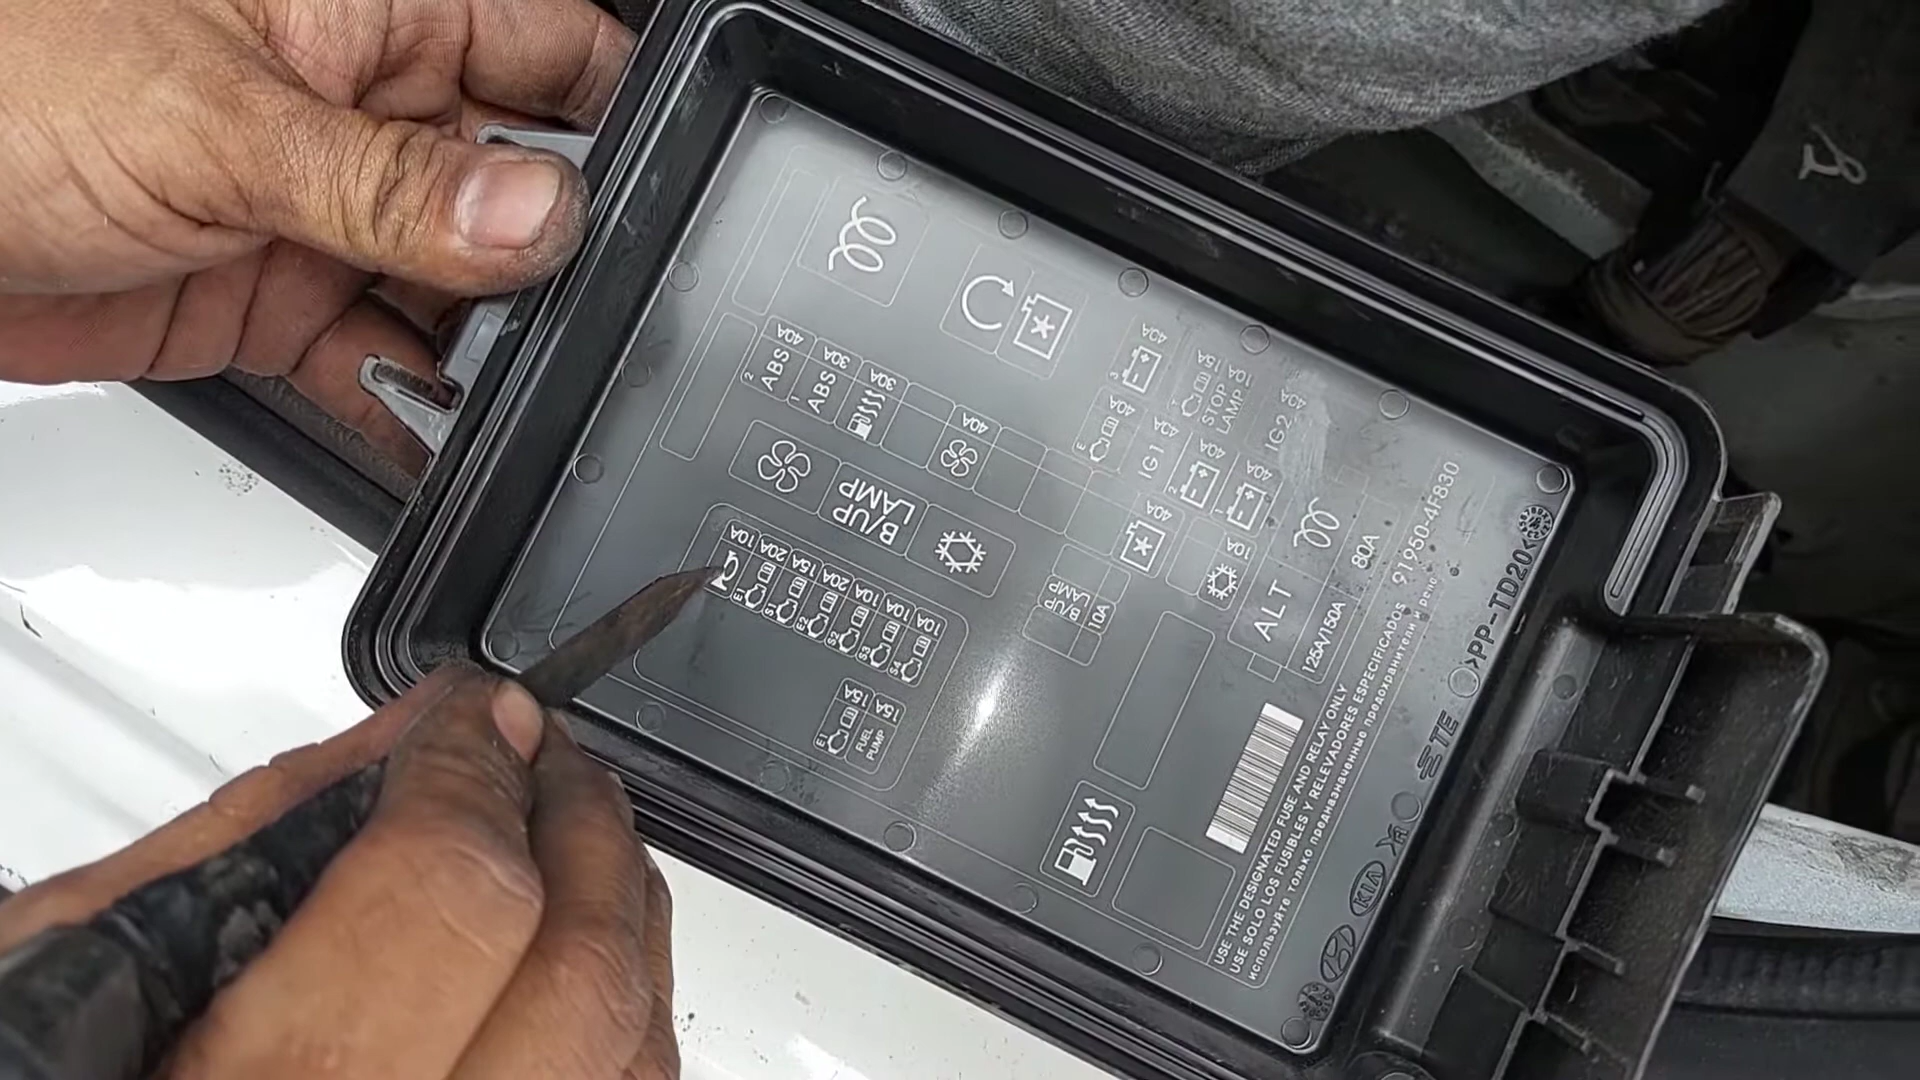 40A
ABS
2
30A
ABS
1
30A
40A
B/UP
LAMP
10A
20A
15A
20A
10A
10A
10A
E1
S1
E2
S2
S3
S4
15A
15A
E1
FUEL
PUMP
40A
3
10A 15A
STOP
LAMP
40A
E
40A
IG1
40A
IG2
40A
2
40A
1
40A
10A
B/UP
LAMP
10A
ALT
125A/150A
80A
91950-4F830
USE THE DESIGNATED FUSE AND RELAY ONLY
USE SOLO LOS FUSIBLES Y RELEVADORES ESPECIFICADOS
используйте только предназначенные предохранители и реле
>PP-TD20<
TE
KIA